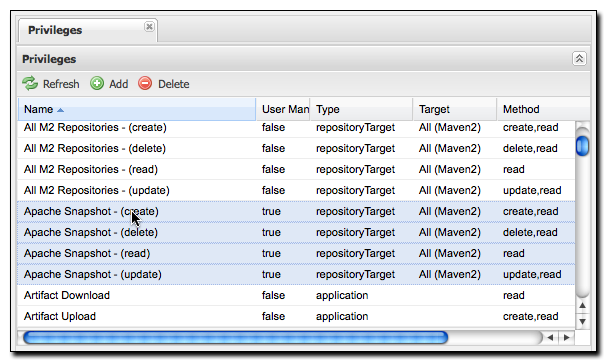 Privileges
Privileges
Refresh Add Delete
Name User Man Type Target Method
All M2 Repositories - (create) false repositoryTarget All (Maven2) create,read
All M2 Repositories - (delete) false repositoryTarget All (Maven2) delete,read
All M2 Repositories - (read) false repositoryTarget All (Maven2) read
All M2 Repositories - (update) false repositoryTarget All (Maven2) update,read
Apache Snapshot - (create) true repositoryTarget All (Maven2) create,read
Apache Snapshot - (delete) true repositoryTarget All (Maven2) delete,read
Apache Snapshot - (read) true repositoryTarget All (Maven2) read
Apache Snapshot - (update) true repositoryTarget All (Maven2) update,read
Artifact Download false application read
Artifact Upload false application create,read